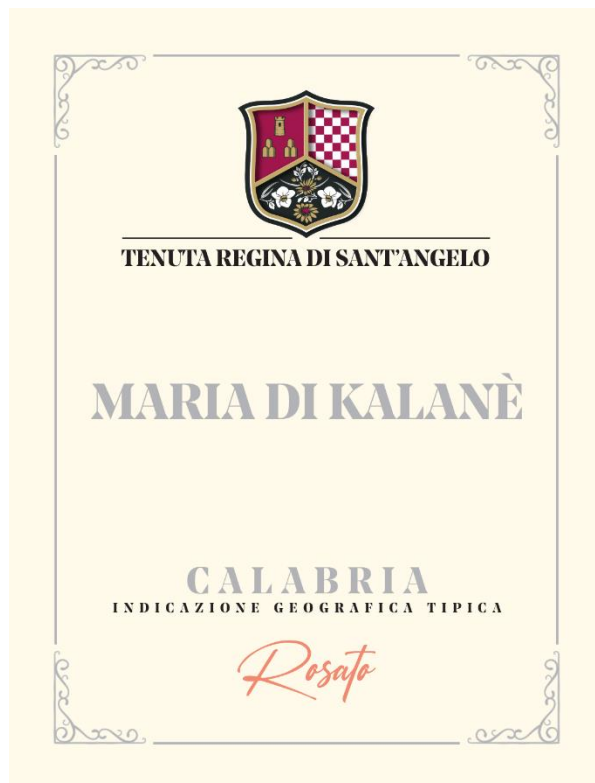 TENUTA REGINA DI SANT'ANGELO
MARIA DI KALANÈ
CALABRIA
INDICAZIONE GEOGRAFICA TIPICA
Rosato